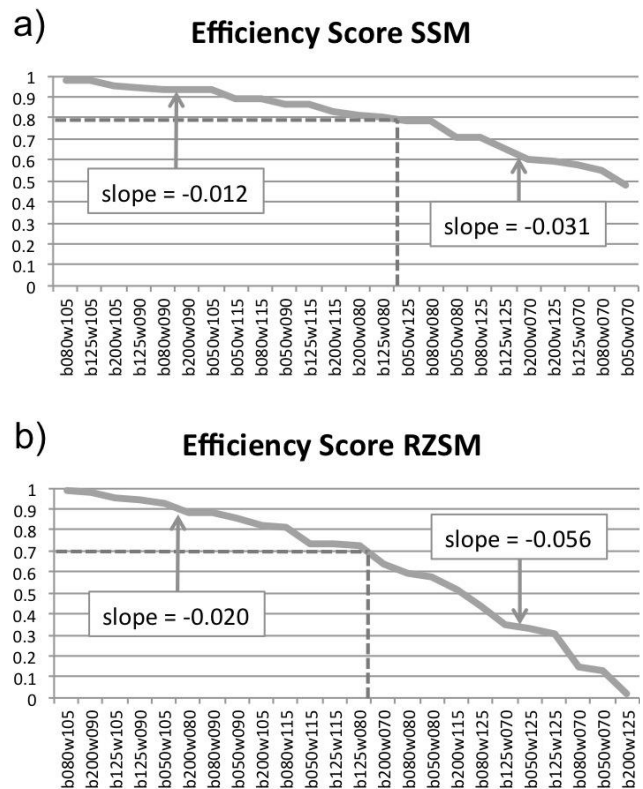 a)
Efficiency Score SSM
1
0.9
0.8
0.7
0.6
0.5
0.4
0.3
0.2
0.1
0
slope = -0.012
slope = -0.031
b080w105
b125w105
b200w105
b125w090
b080w090
b200w090
b050w105
b050w115
b080w115
b050w090
b125w115
b200w115
b200w080
b125w080
b050w125
b050w080
b080w080
b080w125
b125w125
b200w070
b125w070
b080w070
b050w070
b)
Efficiency Score RZSM
1
0.9
0.8
0.7
0.6
0.5
0.4
0.3
0.2
0.1
0
slope = -0.020
slope = -0.056
b080w105
b200w090
b125w105
b125w090
b050w105
b080w090
b200w080
b050w090
b200w105
b080w115
b050w115
b125w115
b125w080
b200w070
b080w080
b050w080
b200w115
b080w125
b125w070
b050w125
b125w125
b080w070
b050w070
b200w125